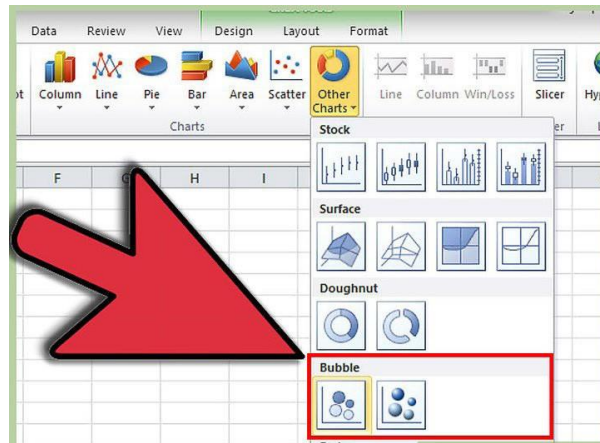 Data Review View Design Layout Format
Column Line Pie Bar Area Scatter Other Charts Line Column Win/Loss Slicer
Charts
Stock
F H I
Surface
Doughnut
Bubble